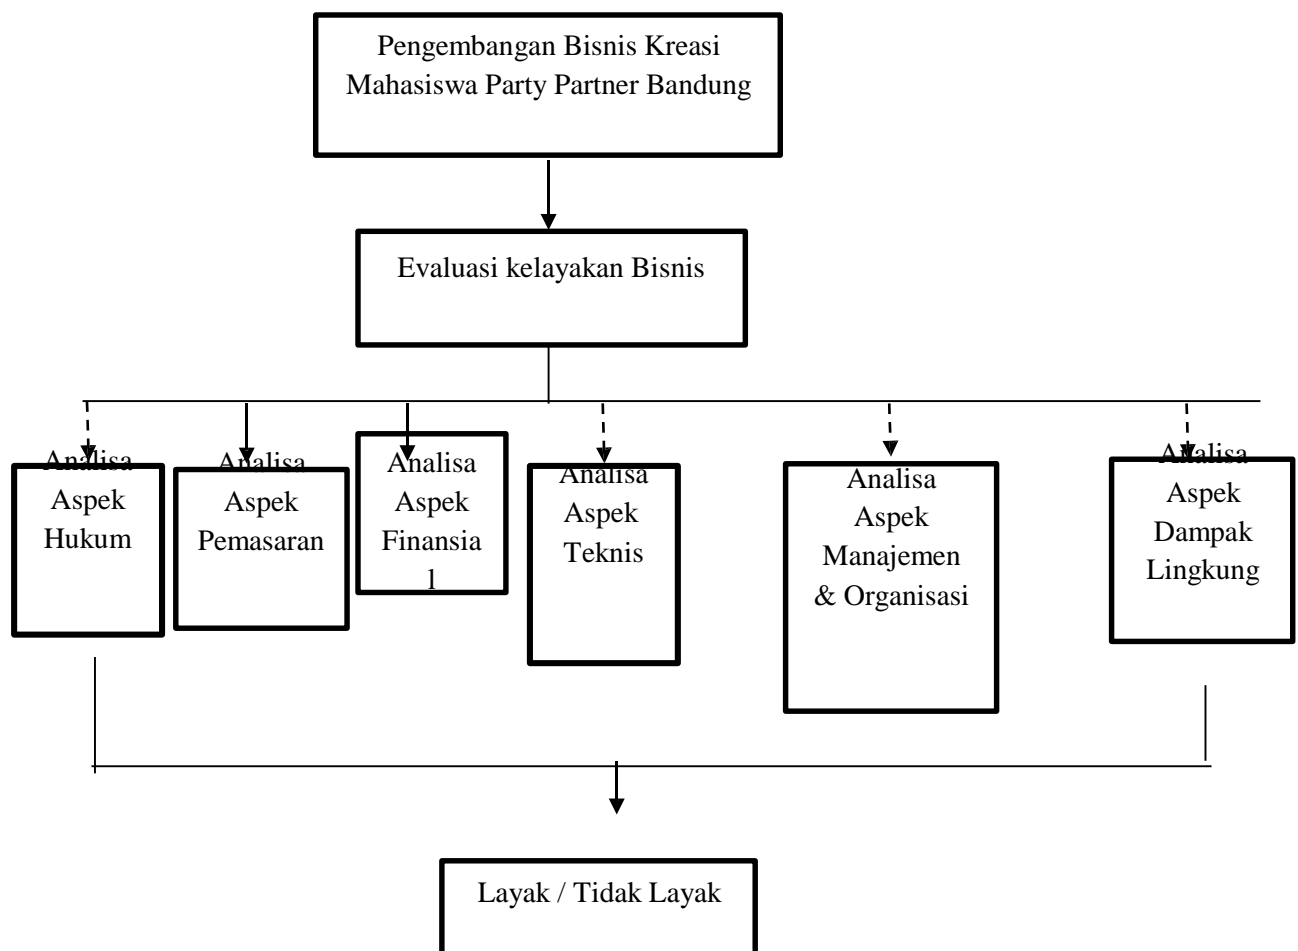 Pengembangan Bisnis Kreasi
Mahasiswa Party Partner Bandung
Evaluasi kelayakan Bisnis
Analisa
Aspek
Hukum
Analisa
Aspek
Pemasaran
Analisa
Aspek
Finansia
l
Analisa
Aspek
Teknis
Analisa
Aspek
Manajemen
& Organisasi
Analisa
Aspek
Dampak
Lingkung
Layak / Tidak Layak